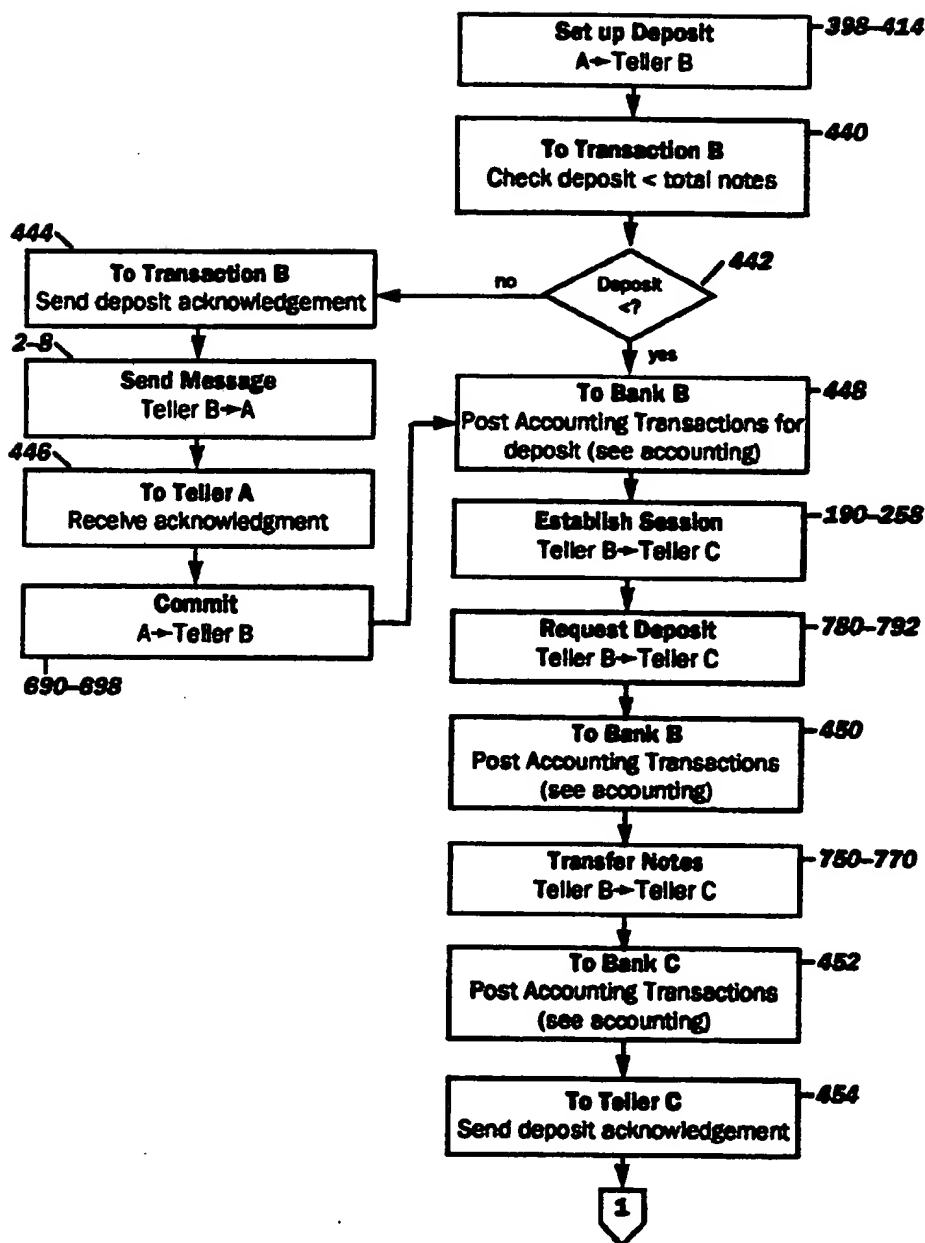 Set up Deposit
A→Teller B
398–414
To Transaction B
Check deposit < total notes
440
Deposit
<?
442
no
yes
444
To Transaction B
Send deposit acknowledgement
2–8
Send Message
Teller B→A
446
To Teller A
Receive acknowledgment
Commit
A→Teller B
690–698
To Bank B
Post Accounting Transactions for
deposit (see accounting)
448
Establish Session
Teller B→Teller C
190–258
Request Deposit
Teller B→Teller C
780–792
To Bank B
Post Accounting Transactions
(see accounting)
450
Transfer Notes
Teller B→Teller C
750–770
To Bank C
Post Accounting Transactions
(see accounting)
452
To Teller C
Send deposit acknowledgement
454
1